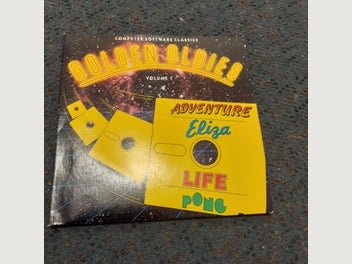 COMPUTER SOFTWARE CLASSICS
GOLDEN OLDIES
VOLUME 1
ADVENTURE
Eliza
LIFE
PONG